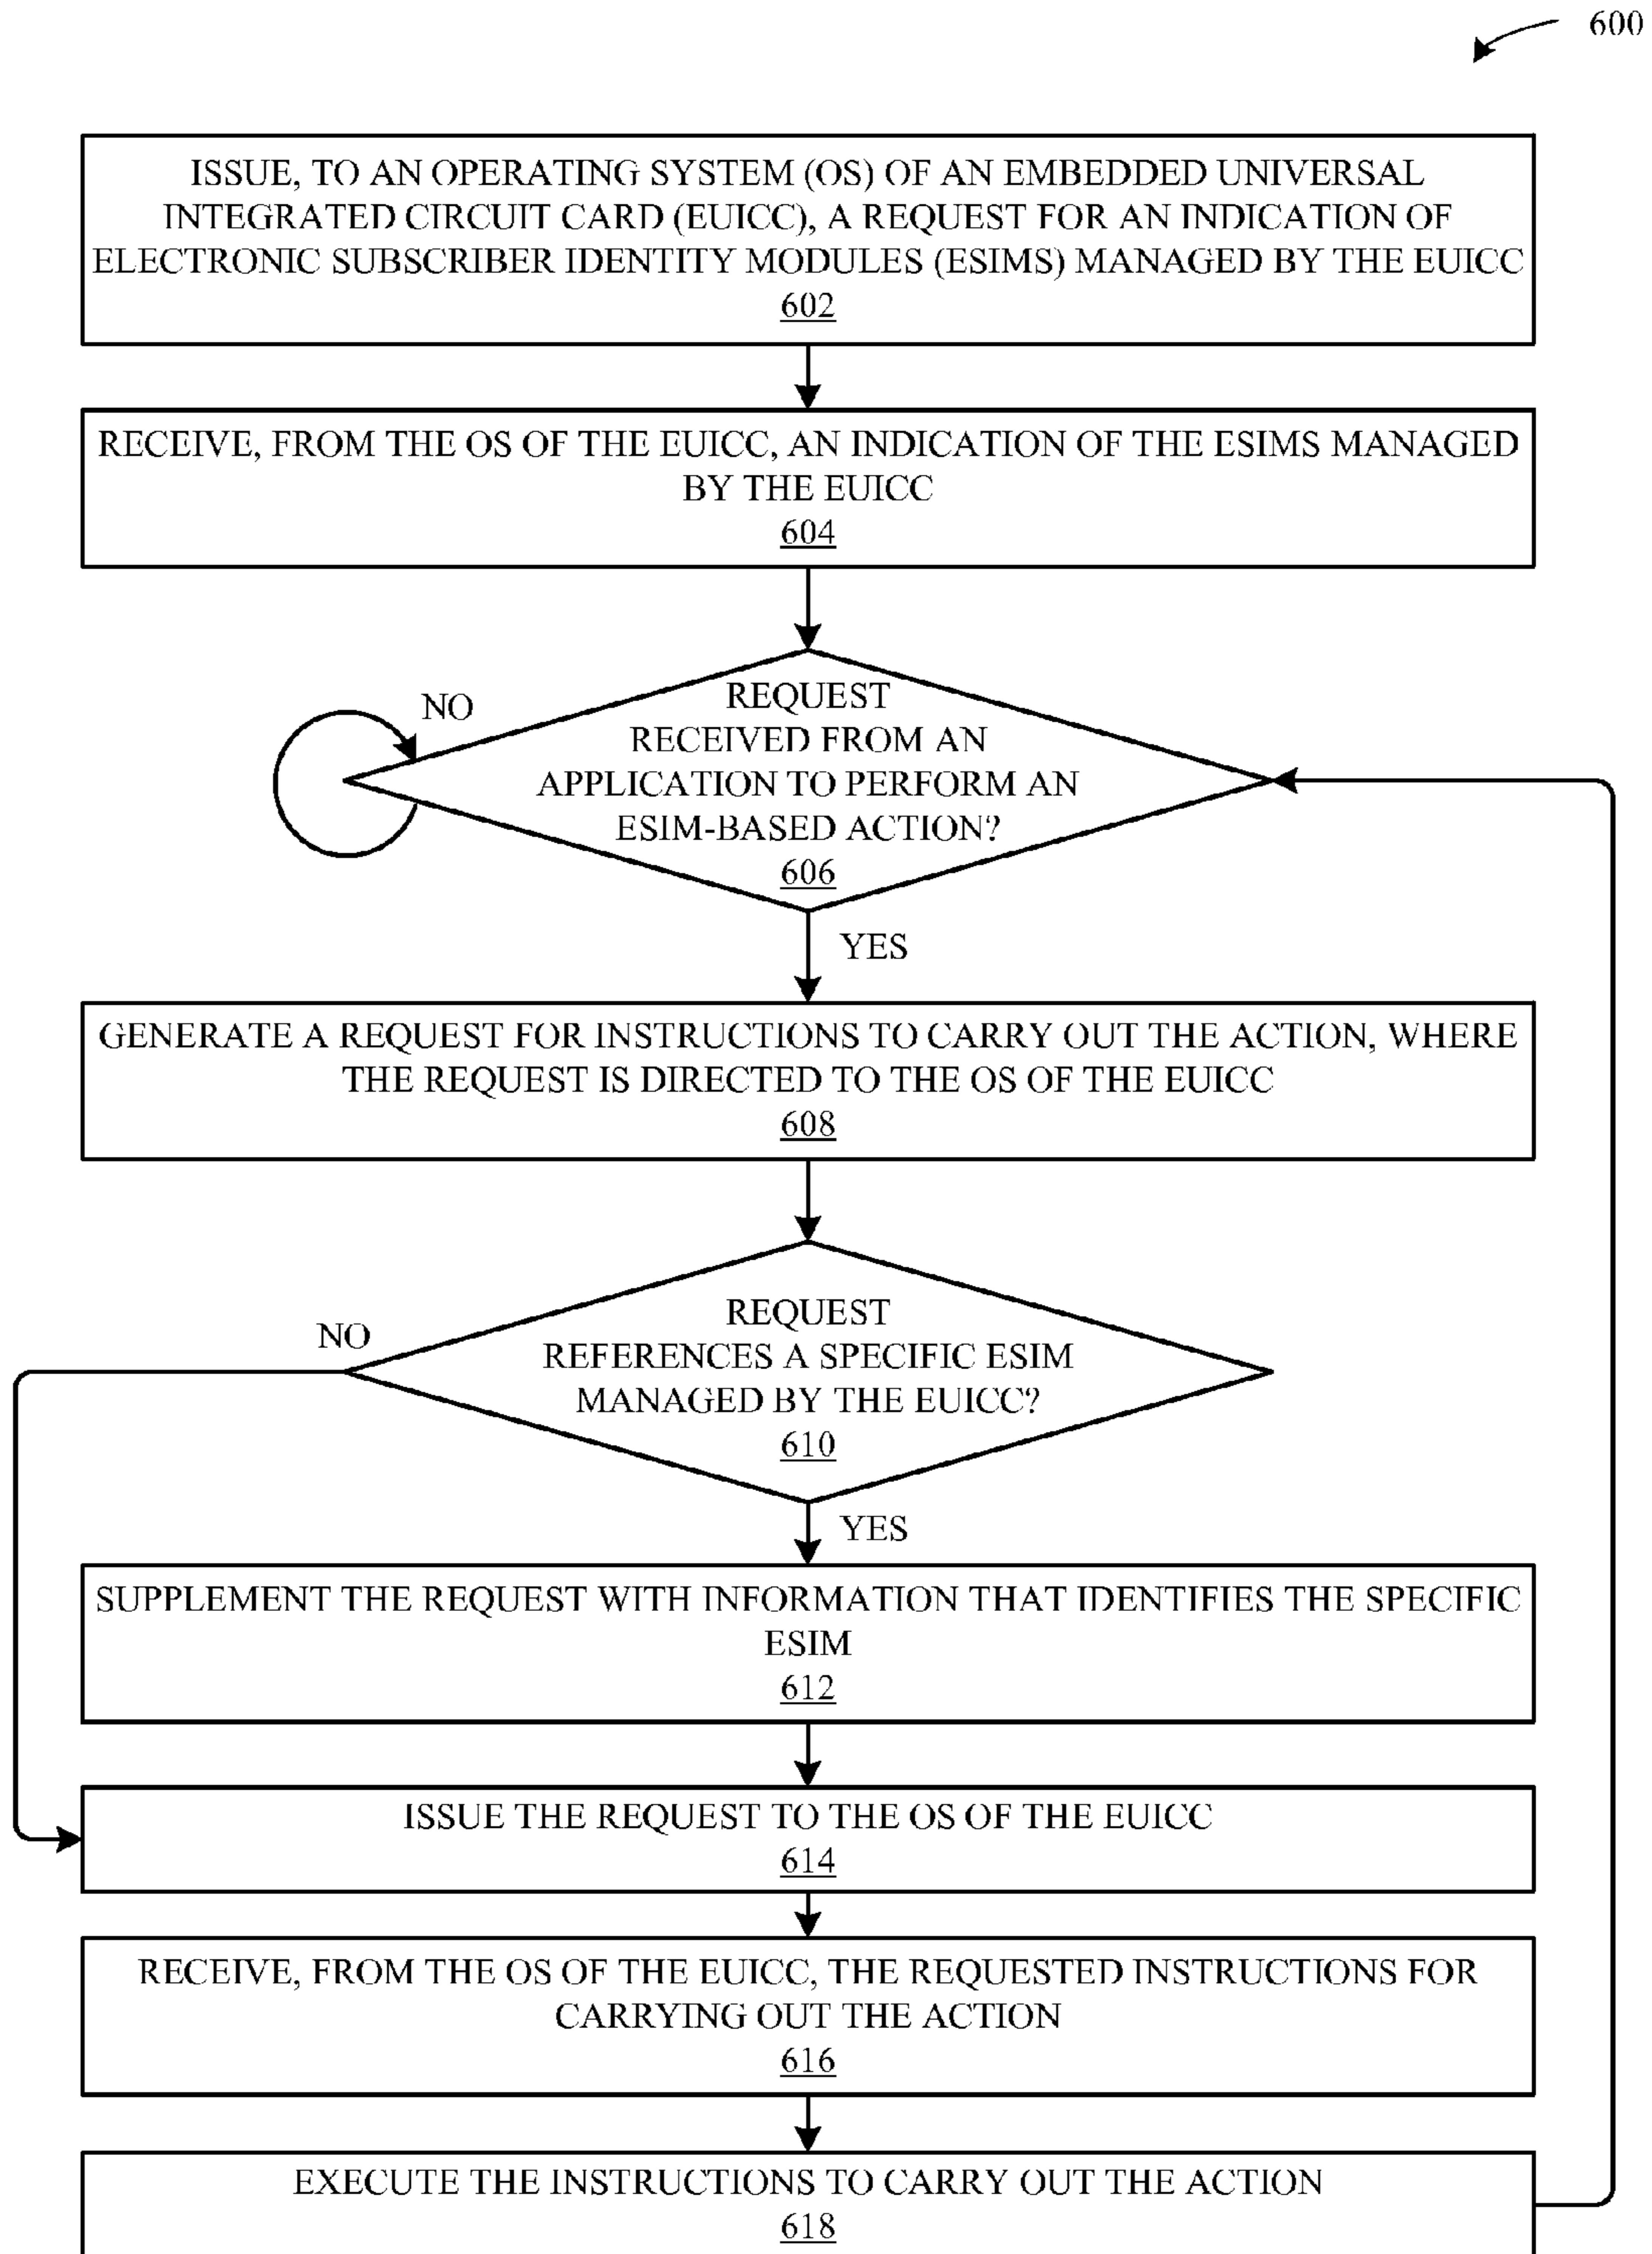 600
ISSUE, TO AN OPERATING SYSTEM (OS) OF AN EMBEDDED UNIVERSAL
INTEGRATED CIRCUIT CARD (EUICC), A REQUEST FOR AN INDICATION OF
ELECTRONIC SUBSCRIBER IDENTITY MODULES (ESIMS) MANAGED BY THE EUICC
602
RECEIVE, FROM THE OS OF THE EUICC, AN INDICATION OF THE ESIMS MANAGED
BY THE EUICC
604
NO
REQUEST
RECEIVED FROM AN
APPLICATION TO PERFORM AN
ESIM-BASED ACTION?
606
YES
GENERATE A REQUEST FOR INSTRUCTIONS TO CARRY OUT THE ACTION, WHERE
THE REQUEST IS DIRECTED TO THE OS OF THE EUICC
608
NO
REQUEST
REFERENCES A SPECIFIC ESIM
MANAGED BY THE EUICC?
610
YES
SUPPLEMENT THE REQUEST WITH INFORMATION THAT IDENTIFIES THE SPECIFIC
ESIM
612
ISSUE THE REQUEST TO THE OS OF THE EUICC
614
RECEIVE, FROM THE OS OF THE EUICC, THE REQUESTED INSTRUCTIONS FOR
CARRYING OUT THE ACTION
616
EXECUTE THE INSTRUCTIONS TO CARRY OUT THE ACTION
618